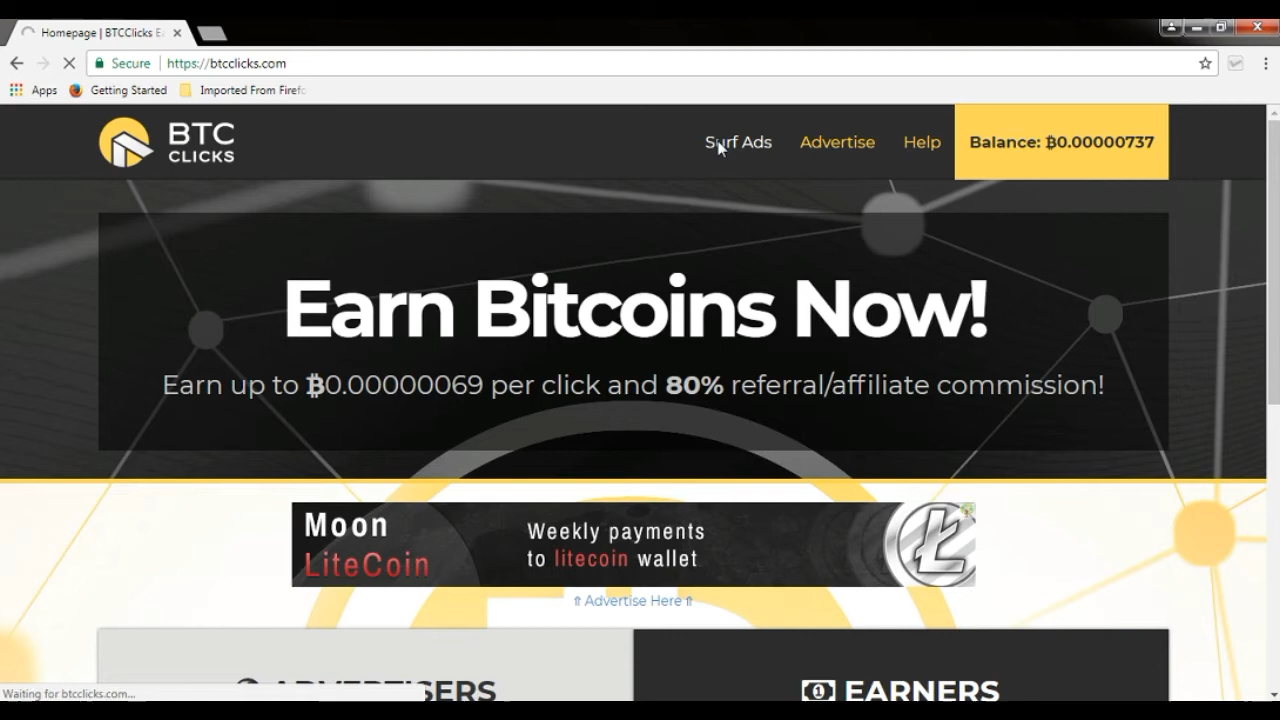 Homepage | BTCClicks Ea
Secure https://btcclicks.com
Apps Getting Started Imported From Firefo
BTC
CLICKS
Surf Ads Advertise Help Balance: ₿0.00000737
Earn Bitcoins Now!
Earn up to ₿0.00000069 per click and 80% referral/affiliate commission!
Moon
LiteCoin
Weekly payments
to litecoin wallet
⇑ Advertise Here ⇑
ADVERTISERS
EARNERS
Waiting for btcclicks.com...